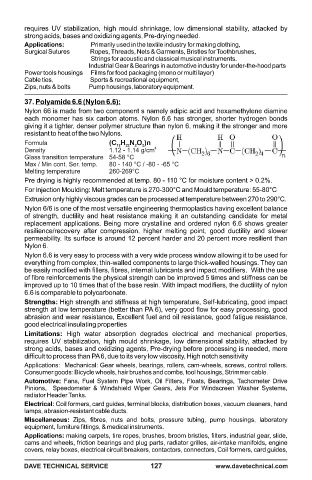 requires UV stabilization, high mould shrinkage, low dimensional stability, attacked by
strong acids, bases and oxidizing agents, Pre-drying needed.
Applications: Primarily used in the textile industry for making clothing,
Surgical Sutures Ropes, Threads, Nets & Garments, Bristles for Toothbrushes,
Strings for acoustic and classical musical instruments.
Industrial Gear & Bearings in automotive industry for under-the-hood parts
Power tools housings Films for food packaging (mono or multi layer)
Cable ties, Sports & recreational equipment.
Zips, nuts & bolts Pump housings, laboratory equipment.
37. Polyamide 6.6 (Nylon 6.6):
Nylon 66 is made from two component s namely adipic acid and hexamethylene diamine
each monomer has six carbon atoms. Nylon 6.6 has stronger, shorter hydrogen bonds
giving it a tighter, denser polymer structure than nylon 6, making it the stronger and more
resistant to heat of the two Nylons.
Formula (C12H22N2O2)n
Density 1.12 - 1.14 g/cm³
Glass transition temperature 54-58 °C
Max / Min cont. Ser. temp. 80 - 140 °C / -80 - -65 °C
Melting temperature 260-269°C
H H O O
N–(CH2)6–N–C–(CH2)4–C n
Pre drying is highly recommended at temp. 80 - 110 °C for moisture content > 0.2%.
For Injection Moulding: Melt temperature is 270-300°C and Mould temperature: 55-80°C
Extrusion only highly viscous grades can be processed at temperature between 270 to 290°C.
Nylon 6/6 is one of the most versatile engineering thermoplastics having excellent balance
of strength, ductility and heat resistance making it an outstanding candidate for metal
replacement applications. Being more crystalline and ordered nylon 6.6 shows greater
resilience/recovery after compression, higher melting point, good ductility and slower
permeability. Its surface is around 12 percent harder and 20 percent more resilient than
Nylon 6.
Nylon 6.6 is very easy to process with a very wide process window allowing it to be used for
everything from complex, thin-walled components to large thick-walled housings. They can
be easily modified with fillers, fibres, internal lubricants and impact modifiers. With the use
of fibre reinforcements the physical strength can be improved 5 times and stiffness can be
improved up to 10 times that of the base resin. With impact modifiers, the ductility of nylon
6.6 is comparable to polycarbonate.
Strengths: High strength and stiffness at high temperature, Self-lubricating, good impact
strength at low temperature (better than PA 6), very good flow for easy processing, good
abrasion and wear resistance, Excellent fuel and oil resistance, good fatigue resistance,
good electrical insulating properties
Limitations: High water absorption degrades electrical and mechanical properties,
requires UV stabilization, high mould shrinkage, low dimensional stability, attacked by
strong acids, bases and oxidizing agents, Pre-drying before processing is needed, more
difficult to process than PA 6, due to its very low viscosity, High notch sensitivity
Applications: Mechanical: Gear wheels, bearings, rollers, cam-wheels, screws, control rollers.
Consumer goods: Bicycle wheels, hair brushes and combs, tool housings, Strimmer cable.
Automotive: Fans, Fuel System Pipe Work, Oil Filters, Floats, Bearings, Tachometer Drive
Pinions, Speedometer & Windshield Wiper Gears, Jets For Windscreen Washer Systems,
radiator Header Tanks.
Electrical: Coil formers, card guides, terminal blocks, distribution boxes, vacuum cleaners, hand
lamps, abrasion-resistant cable ducts
Miscellaneous: Zips, fibres, nuts and bolts, pressure tubing, pump housings, laboratory
equipment, furniture fittings, & medical instruments.
Applications: making carpets, tire ropes, brushes, broom bristles, filters, industrial gear, slide,
cams and wheels, friction bearings and plug parts, radiator grilles, air-intake manifolds, engine
covers, relay boxes, electrical circuit breakers, contactors, connectors, Coil formers, card guides,
DAVE TECHNICAL SERVICE 127 www.davetechnical.com